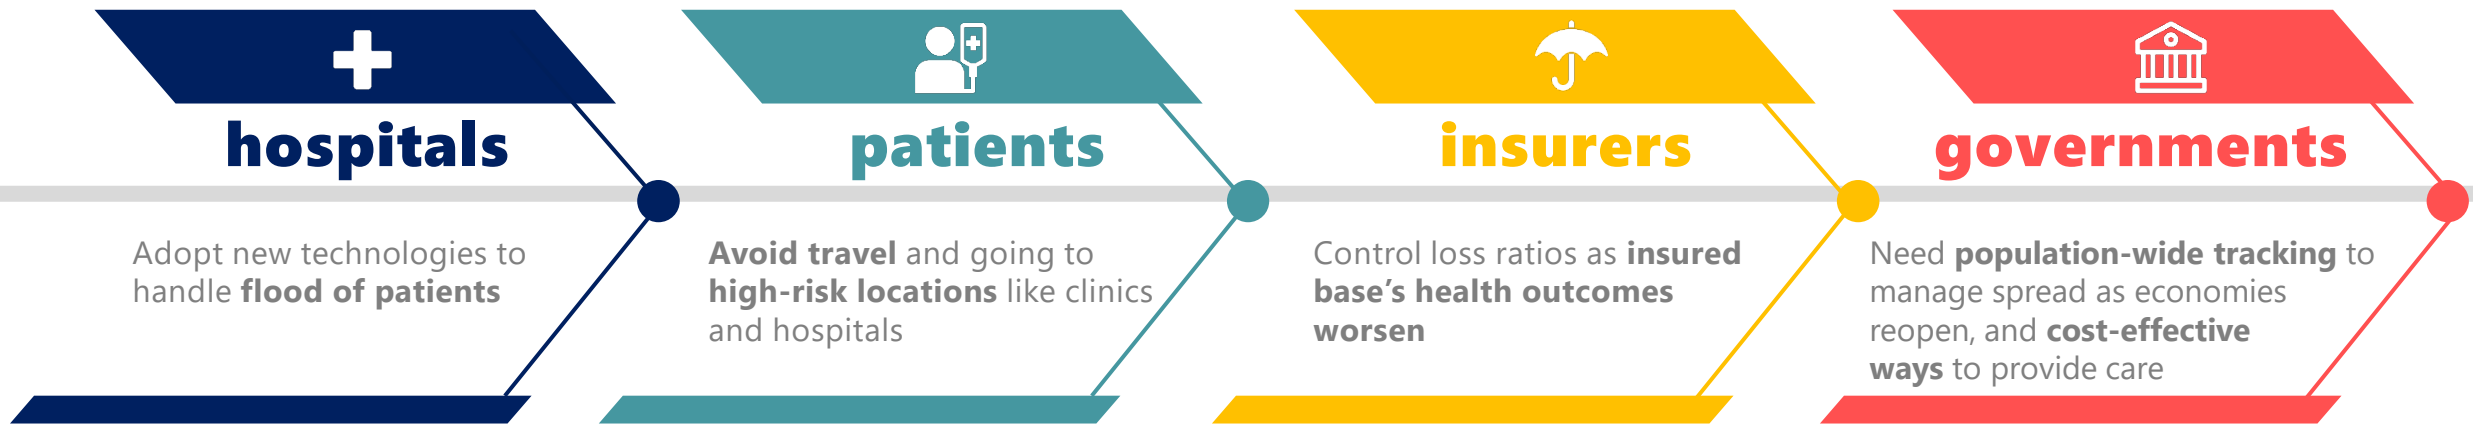 hospitals
Adopt new technologies to
handle flood of patients
patients
Avoid travel and going to
high-risk locations like clinics
and hospitals
insurers
Control loss ratios as insured
base’s health outcomes
worsen
governments
Need population-wide tracking to
manage spread as economies
reopen, and cost-effective
ways to provide care